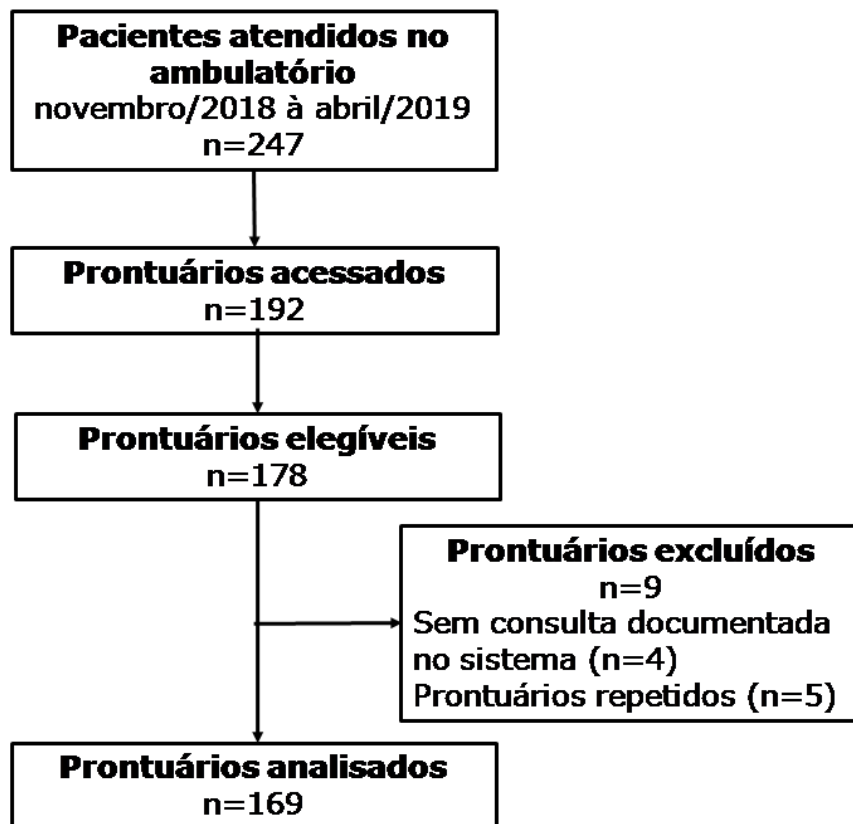 Pacientes atendidos no
ambulatório
novembro/2018 à abril/2019
n=247
Prontuários acessados
n=192
Prontuários elegíveis
n=178
Prontuários excluídos
n=9
Sem consulta documentada
no sistema (n=4)
Prontuários repetidos (n=5)
Prontuários analisados
n=169